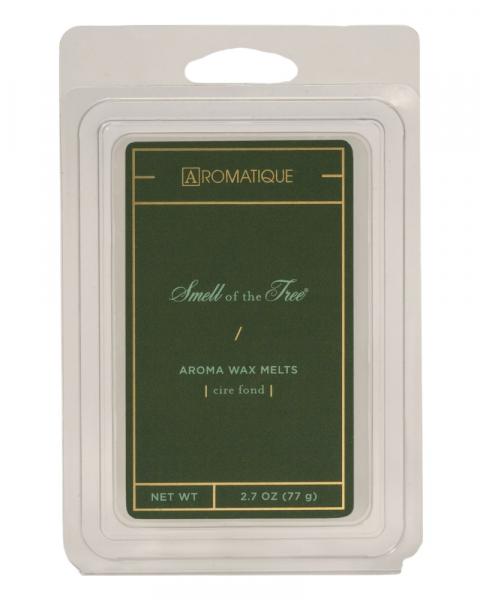 AROMATIQUE
Smell of the Tree®
/
AROMA WAX MELTS
| cire fond |
NET WT 2.7 OZ (77 g)